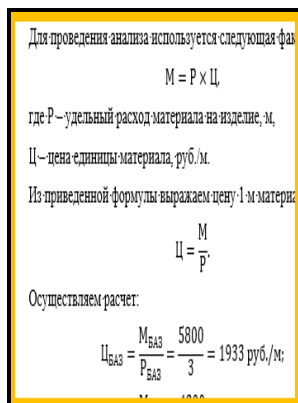 Для проведения анализа используется следующая
М = Р × Ц,
где Р – удельный расход материала на изделие, м,
Ц – цена единицы материала, руб./м.
Из приведенной формулы выражаем цену 1 м
Ц = М/Р.
Осуществляем расчет:
Ц_БАЗ = М_БАЗ/Р_БАЗ = 5800/3 = 1933 руб./м;